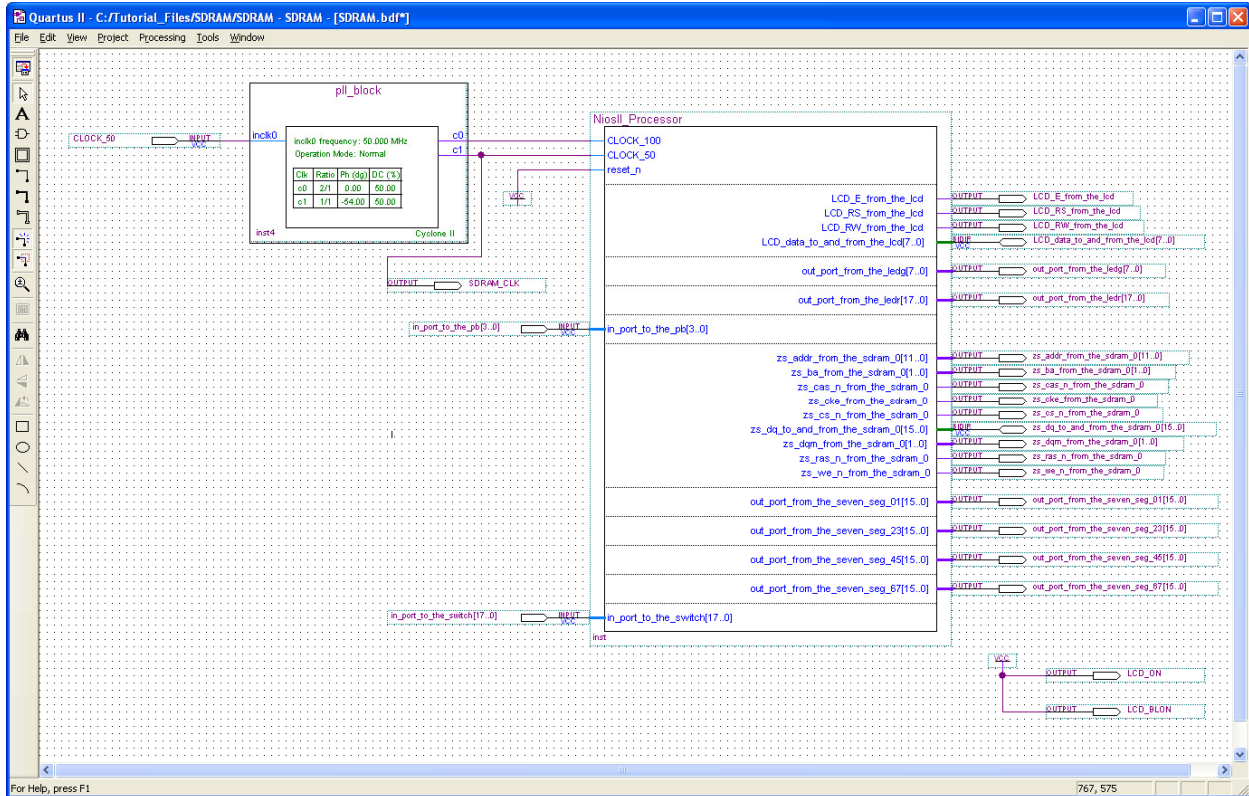 Quartus II - C:/Tutorial_Files/SDRAM/SDRAM - SDRAM - [SDRAM.bdf*]
File Edit View Project Processing Tools Window
pll_block
CLOCK_50 INPUT VCC
inclk0 c0
c1
inclk0 frequency: 50.000 MHz
Operation Mode: Normal
Clk Ratio Ph (dg) DC (%)
c0 2/1 0.00 50.00
c1 1/1 -54.00 50.00
inst4 Cyclone II
OUTPUT SDRAM_CLK
VCC
NiosII_Processor
CLOCK_100
CLOCK_50
reset_n
LCD_E_from_the_lcd OUTPUT LCD_E_from_the_lcd
LCD_RS_from_the_lcd OUTPUT LCD_RS_from_the_lcd
LCD_RW_from_the_lcd OUTPUT LCD_RW_from_the_lcd
LCD_data_to_and_from_the_lcd[7..0] BIDIR VCC LCD_data_to_and_from_the_lcd[7..0]
out_port_from_the_ledg[7..0] OUTPUT out_port_from_the_ledg[7..0]
out_port_from_the_ledr[17..0] OUTPUT out_port_from_the_ledr[17..0]
in_port_to_the_pb[3..0] INPUT VCC in_port_to_the_pb[3..0]
zs_addr_from_the_sdram_0[11..0] OUTPUT zs_addr_from_the_sdram_0[11..0]
zs_ba_from_the_sdram_0[1..0] OUTPUT zs_ba_from_the_sdram_0[1..0]
zs_cas_n_from_the_sdram_0 OUTPUT zs_cas_n_from_the_sdram_0
zs_cke_from_the_sdram_0 OUTPUT zs_cke_from_the_sdram_0
zs_cs_n_from_the_sdram_0 OUTPUT zs_cs_n_from_the_sdram_0
zs_dq_to_and_from_the_sdram_0[15..0] BIDIR VCC zs_dq_to_and_from_the_sdram_0[15..0]
zs_dqm_from_the_sdram_0[1..0] OUTPUT zs_dqm_from_the_sdram_0[1..0]
zs_ras_n_from_the_sdram_0 OUTPUT zs_ras_n_from_the_sdram_0
zs_we_n_from_the_sdram_0 OUTPUT zs_we_n_from_the_sdram_0
out_port_from_the_seven_seg_01[15..0] OUTPUT out_port_from_the_seven_seg_01[15..0]
out_port_from_the_seven_seg_23[15..0] OUTPUT out_port_from_the_seven_seg_23[15..0]
out_port_from_the_seven_seg_45[15..0] OUTPUT out_port_from_the_seven_seg_45[15..0]
out_port_from_the_seven_seg_67[15..0] OUTPUT out_port_from_the_seven_seg_67[15..0]
in_port_to_the_switch[17..0] INPUT VCC in_port_to_the_switch[17..0]
inst
VCC
OUTPUT LCD_ON
OUTPUT LCD_BLON
For Help, press F1 767, 575